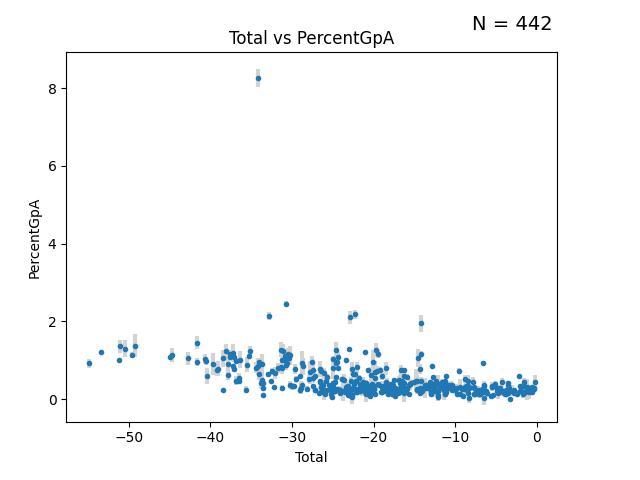 N = 442
Total vs PercentGpA
PercentGpA
8
6
4
2
0
−50 −40 −30 −20 −10 0
Total